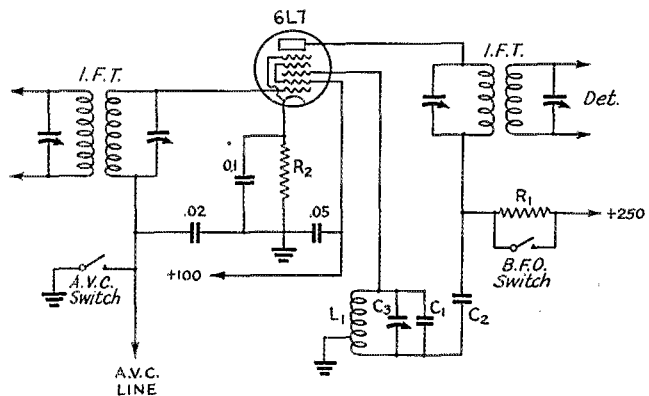 6L7
I.F.T.
I.F.T.
Det.
0.1
R2
R1
.02
.05
+250
B.F.O.
Switch
+100
A.V.C.
Switch
L1
C3
C1
C2
A.V.C.
LINE